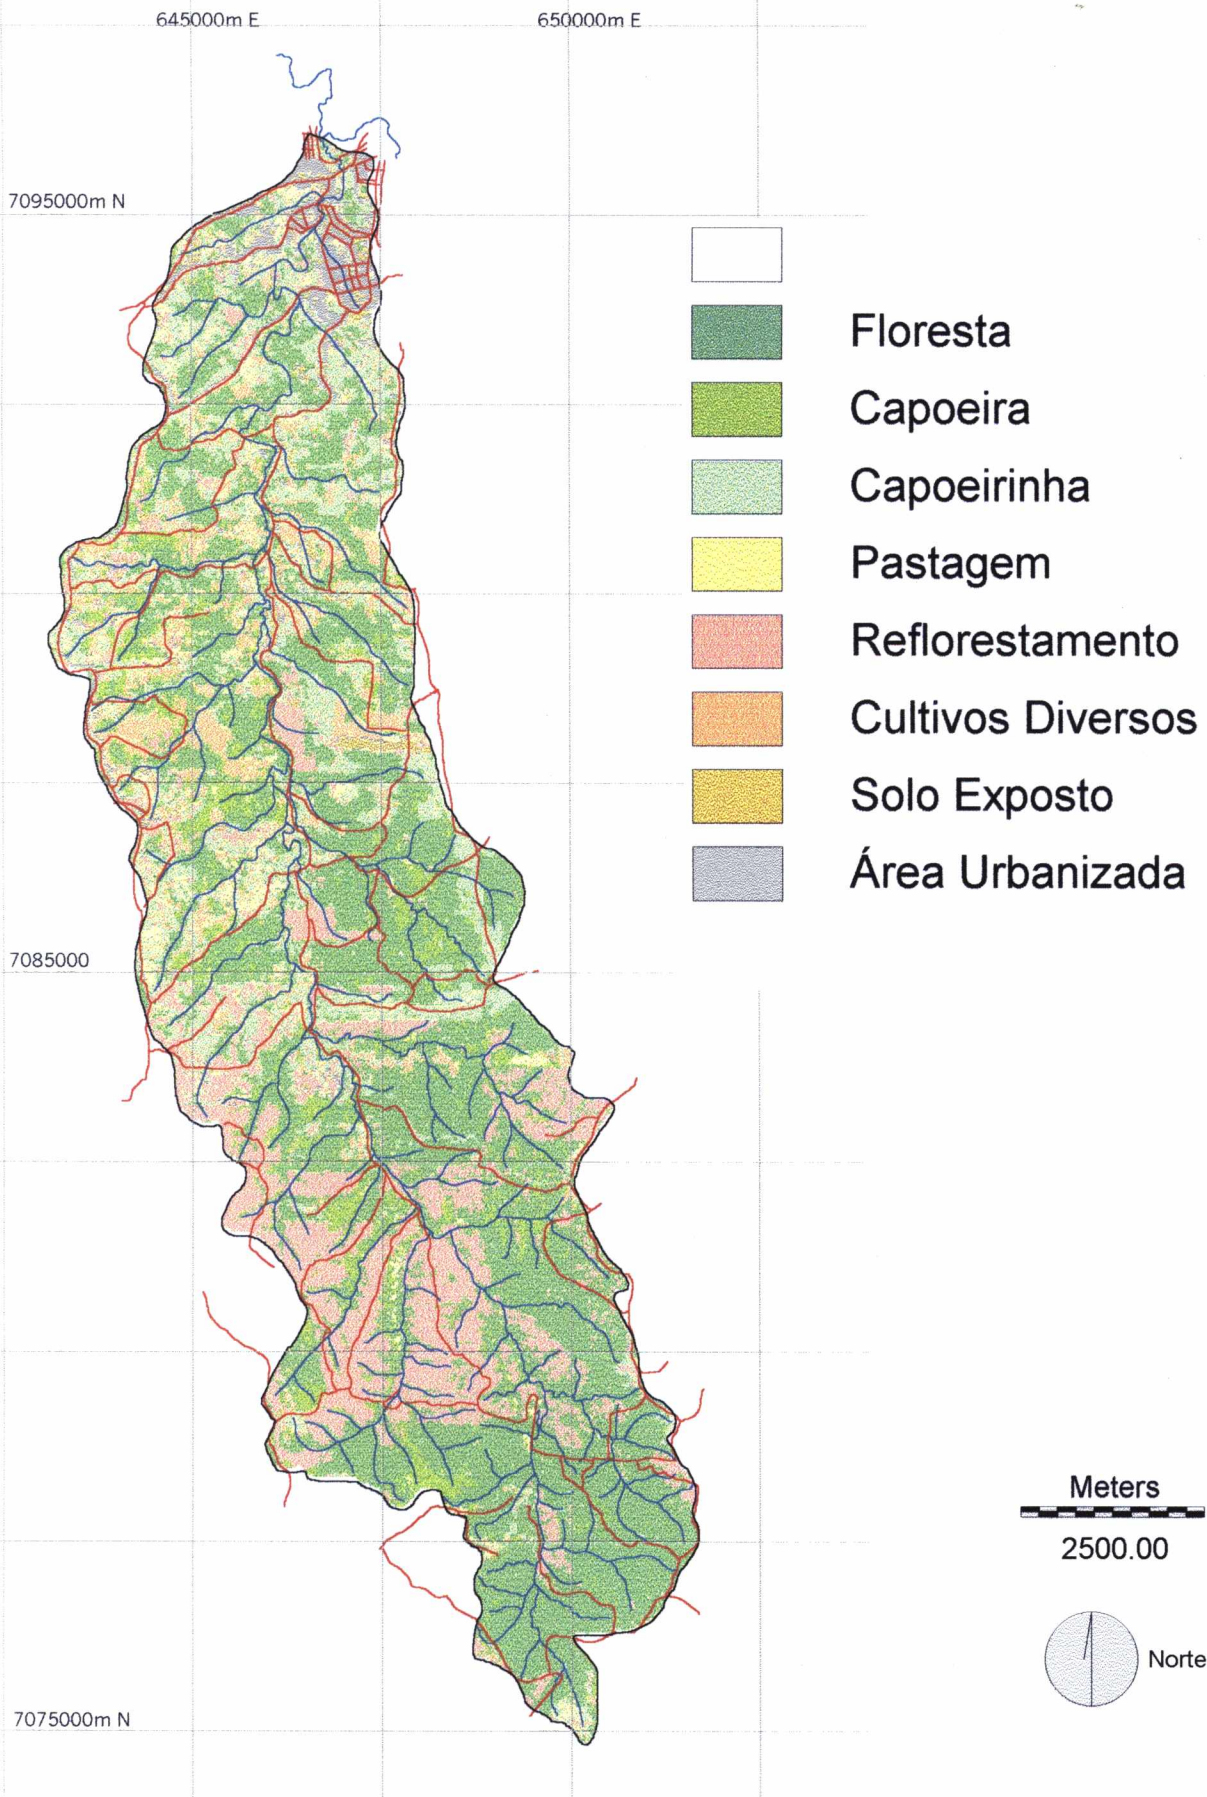 645000m E
650000m E
7095000m N
Floresta
Capoeira
Capoeirinha
Pastagem
Reflorestamento
Cultivos Diversos
Solo Exposto
Área Urbanizada
7085000
Meters
2500.00
Norte
7075000m N